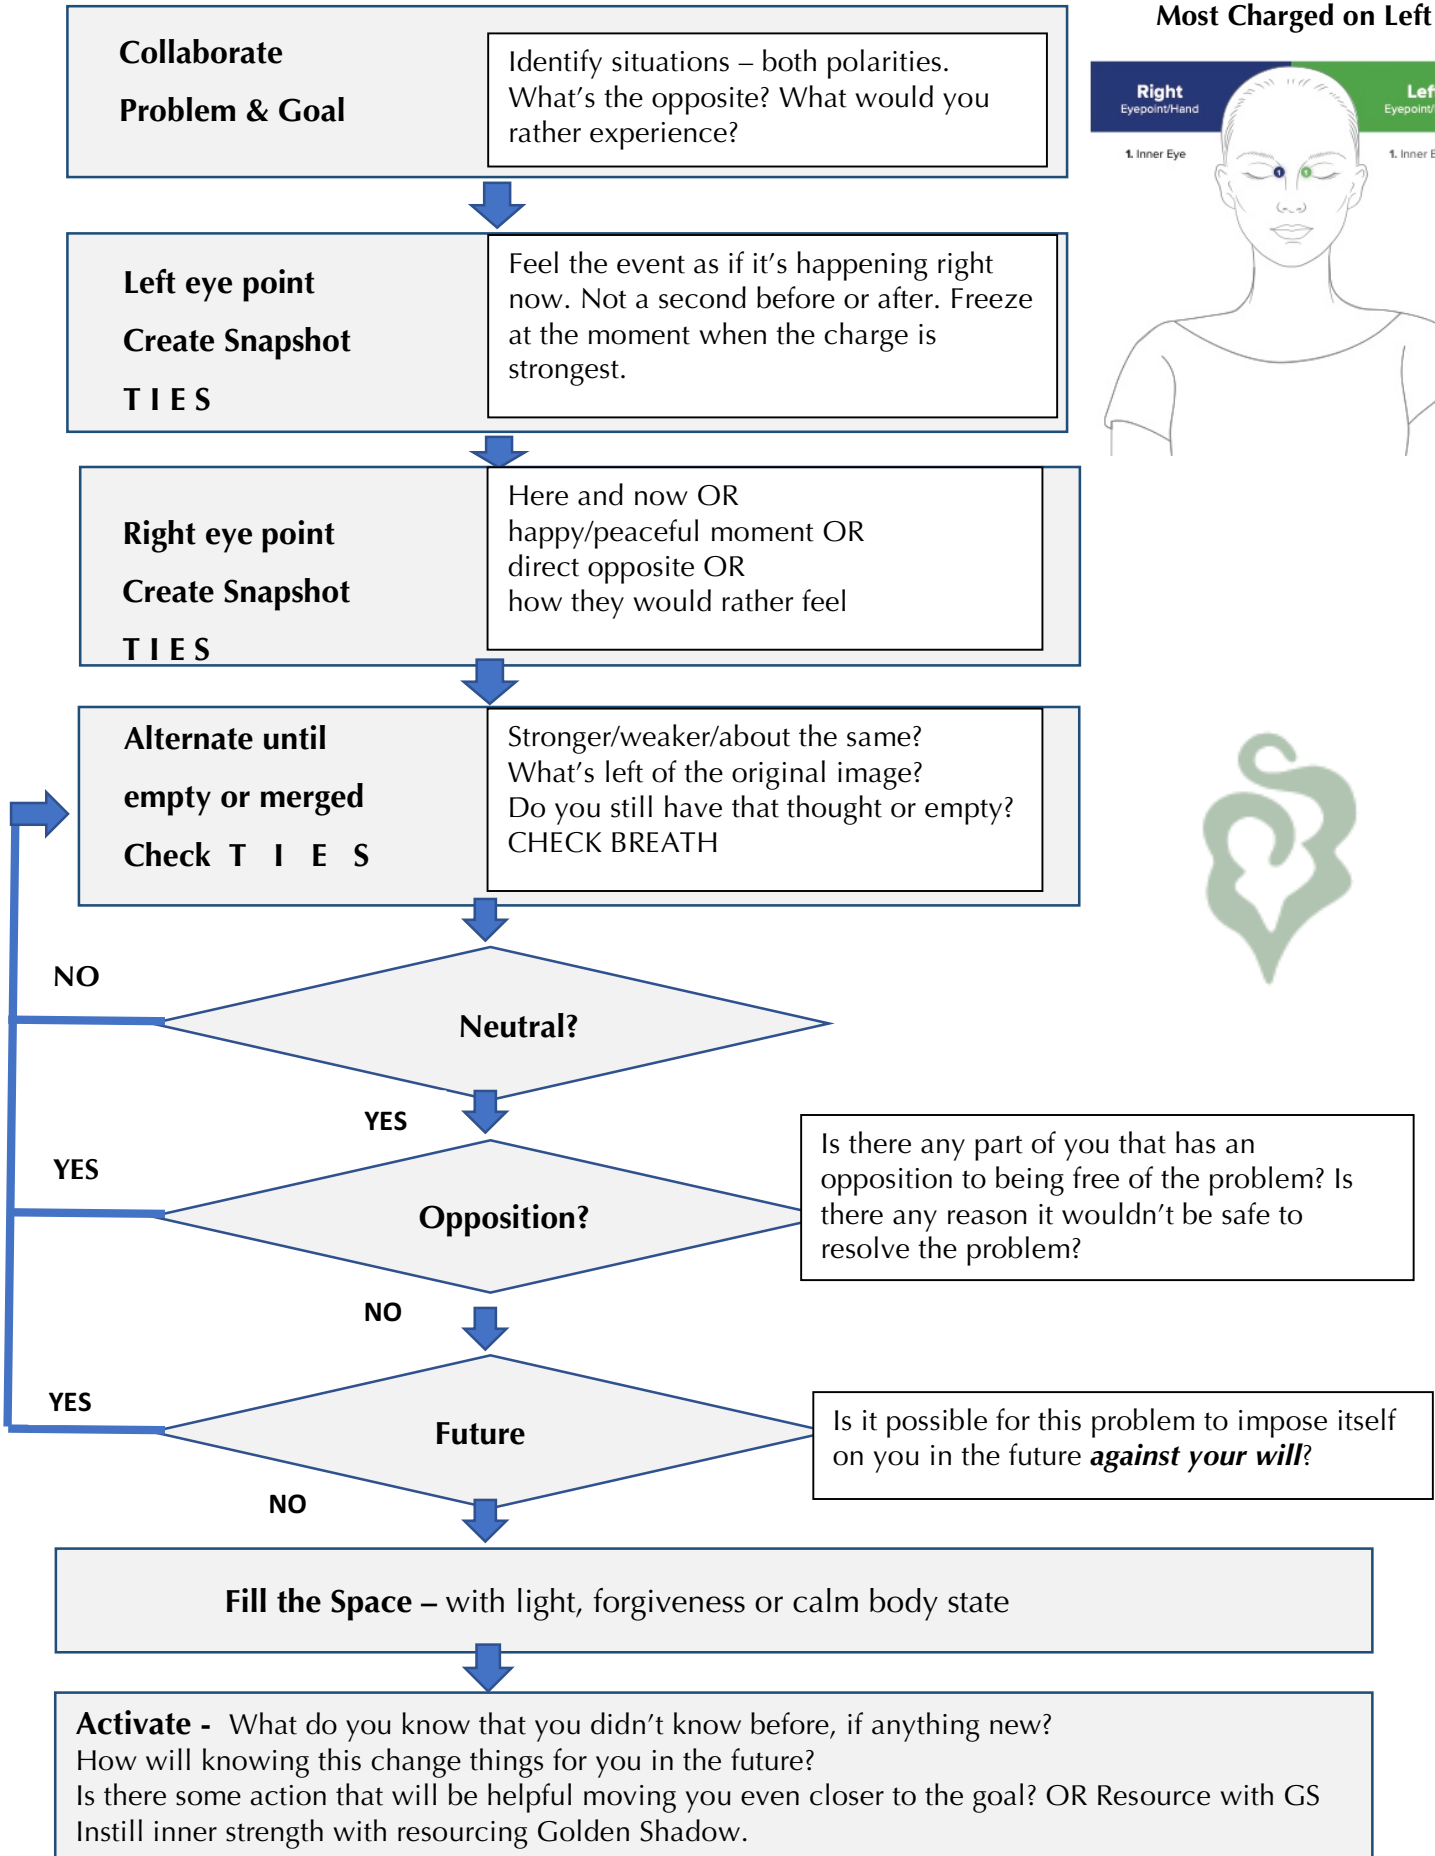 Most Charged on Left
Collaborate
Problem & Goal
Identify situations – both polarities.
What's the opposite? What would you
rather experience?
Right
Eyepoint/Hand
1. Inner Eye
1
1
Left eye point
Create Snapshot
T I E S
Feel the event as if it's happening right
now. Not a second before or after. Freeze
at the moment when the charge is
strongest.
Right eye point
Create Snapshot
T I E S
Here and now OR
happy/peaceful moment OR
direct opposite OR
how they would rather feel
Alternate until
empty or merged
Check T I E S
Stronger/weaker/about the same?
What's left of the original image?
Do you still have that thought or empty?
CHECK BREATH
NO
Neutral?
YES
YES
Opposition?
Is there any part of you that has an
opposition to being free of the problem? Is
there any reason it wouldn't be safe to
resolve the problem?
NO
YES
Future
Is it possible for this problem to impose itself
on you in the future against your will?
NO
Fill the Space – with light, forgiveness or calm body state
Activate - What do you know that you didn't know before, if anything new?
How will knowing this change things for you in the future?
Is there some action that will be helpful moving you even closer to the goal? OR Resource with GS
Instill inner strength with resourcing Golden Shadow.